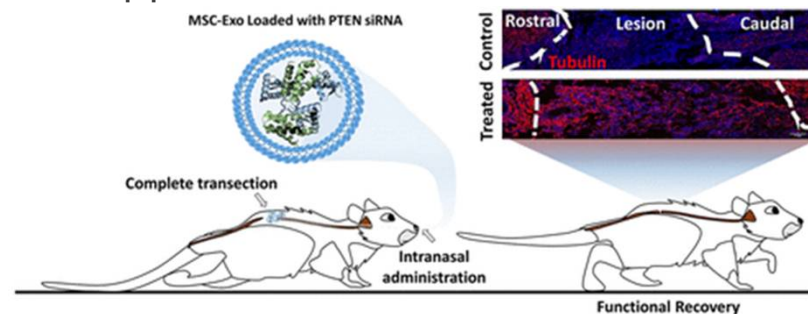 MSC-Exo Loaded with PTEN siRNA
Control
Rostral
Lesion
Caudal
Tubulin
Treated
Complete transection
Intranasal
administration
Functional Recovery